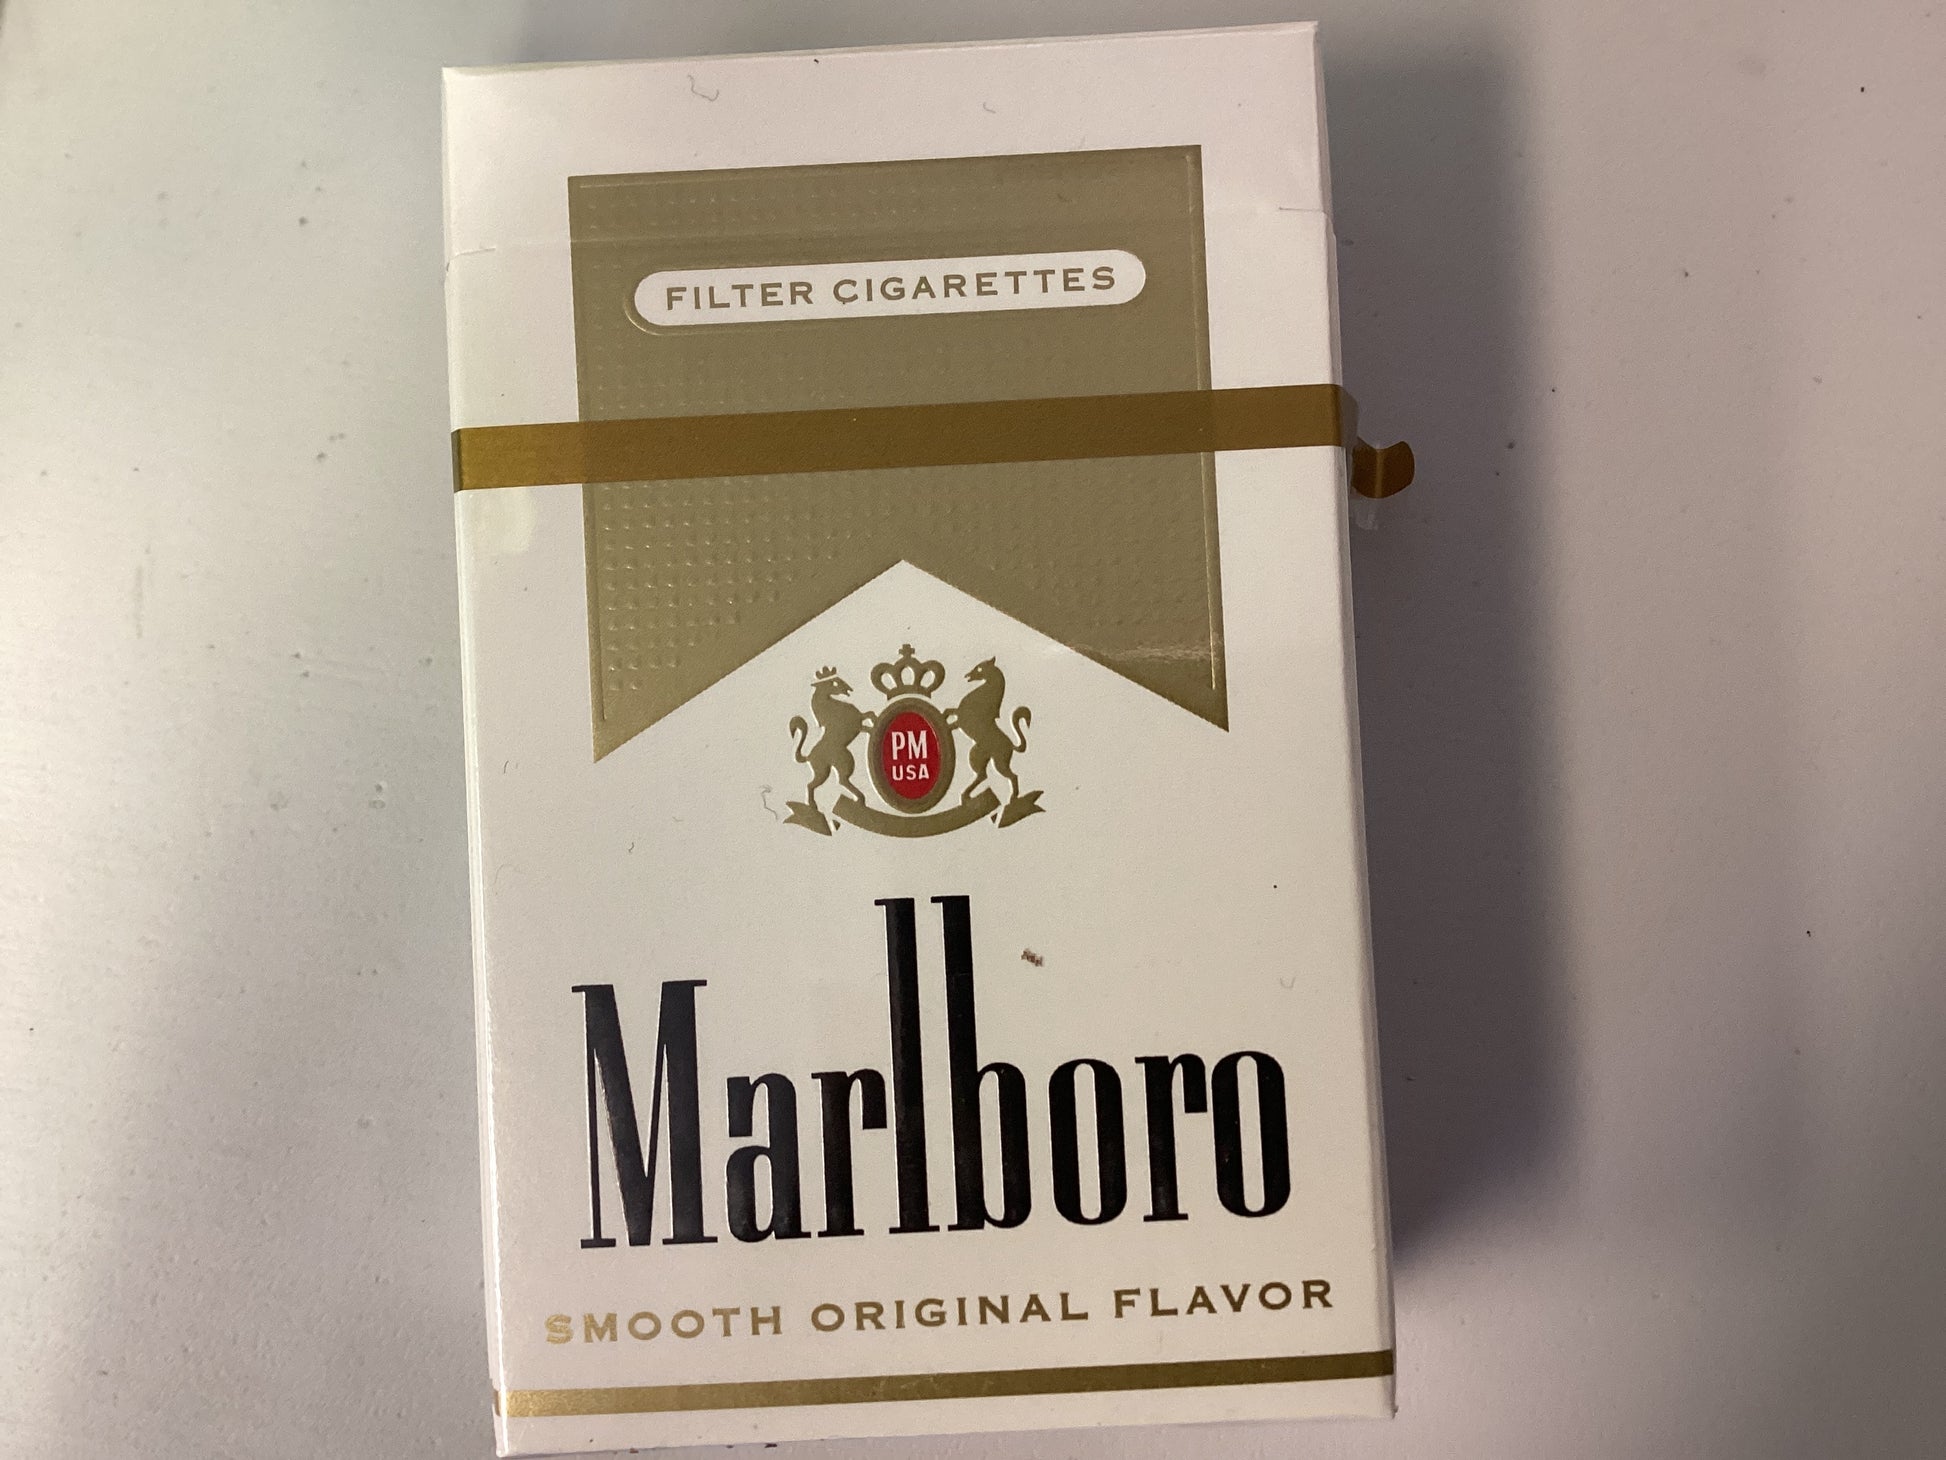 FILTER CIGARETTES
PM
USA
Marlboro
SMOOTH ORIGINAL FLAVOR